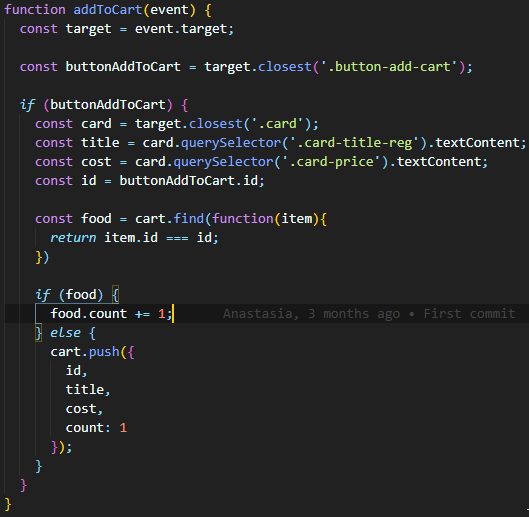 function addToCart(event) {
  const target = event.target;

  const buttonAddToCart = target.closest('.button-add-cart');

  if (buttonAddToCart) {
    const card = target.closest('.card');
    const title = card.querySelector('.card-title-reg').textContent;
    const cost = card.querySelector('.card-price').textContent;
    const id = buttonAddToCart.id;

    const food = cart.find(function(item){
      return item.id === id;
    })

    if (food) {
      food.count += 1;      Anastasia, 3 months ago • First commit
    } else {
      cart.push({
        id,
        title,
        cost,
        count: 1
      });
    }
  }
}